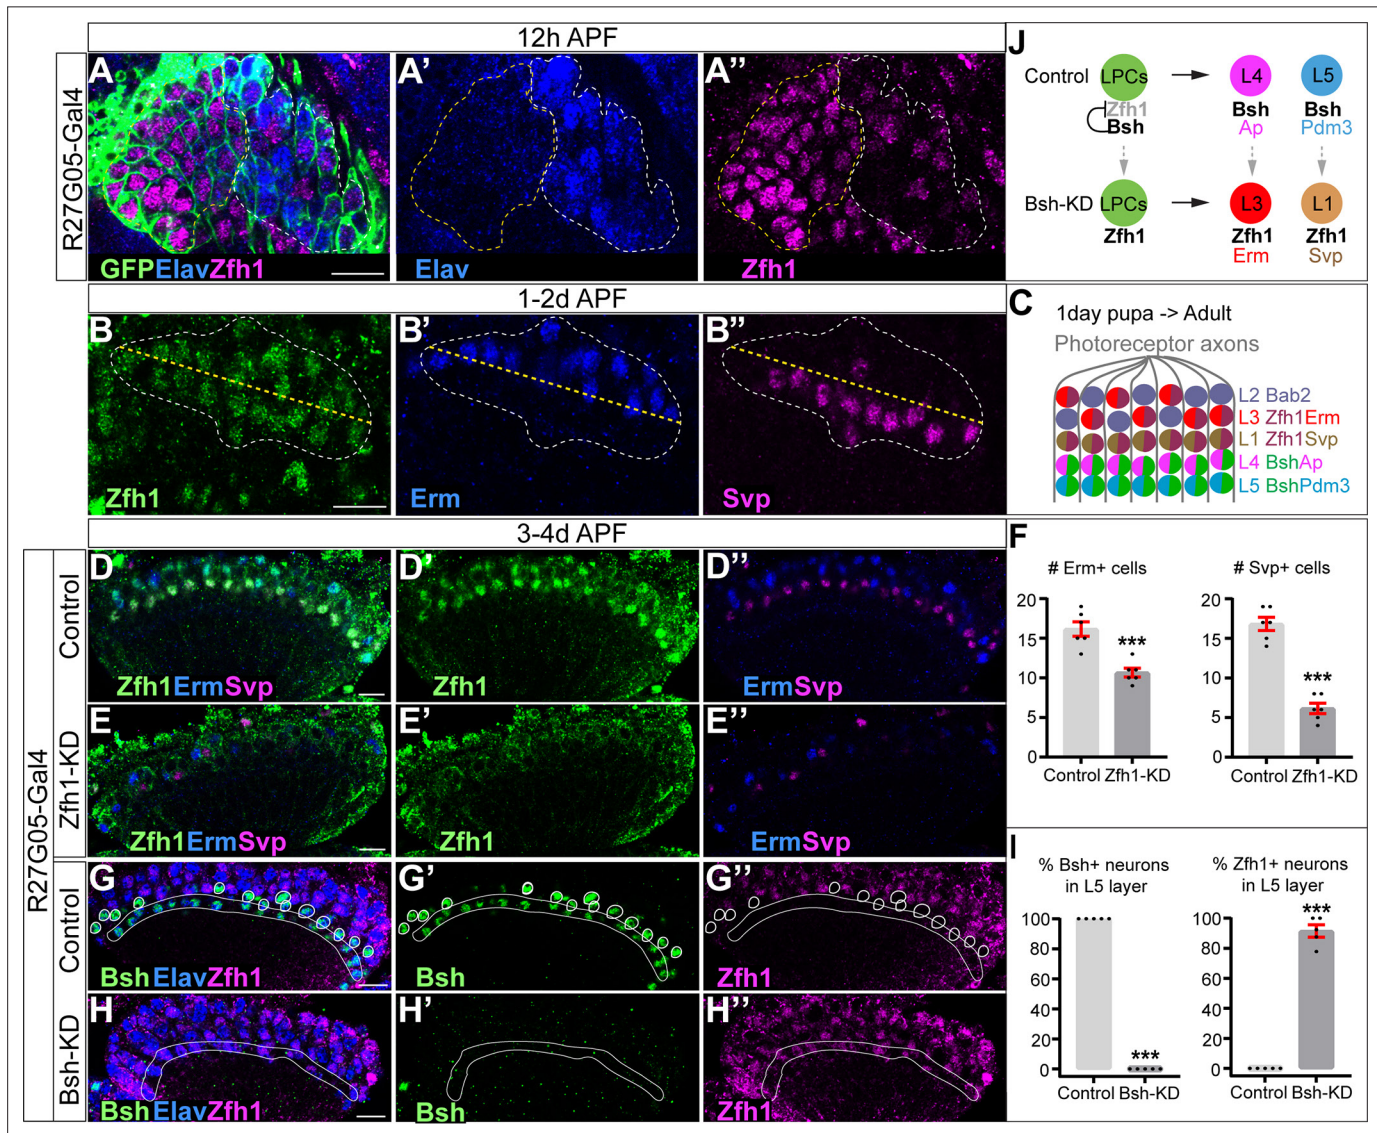 12h APF
R27G05-Gal4
A
A'
A"
GFPElavZfh1
Elav
Zfh1
1-2d APF
B
B'
B"
Zfh1
Erm
Svp
3-4d APF
R27G05-Gal4
Control
D
D'
D"
Zfh1ErmSvp
Zfh1
ErmSvp
Zfh1-KD
E
E'
E"
Zfh1ErmSvp
Zfh1
ErmSvp
Control
G
G'
G"
BshElavZfh1
Bsh
Zfh1
Bsh-KD
H
H'
H"
BshElavZfh1
Bsh
Zfh1
J
Control LPCs L4 L5
Zfh1 Bsh Bsh
Bsh Ap Pdm3
Bsh-KD LPCs L3 L1
Zfh1 Zfh1 Zfh1
Erm Svp
C
1day pupa -> Adult
Photoreceptor axons
L2 Bab2
L3 Zfh1Erm
L1 Zfh1Svp
L4 BshAp
L5 BshPdm3
F
# Erm+ cells
20
15
10
5
0
***
Control Zfh1-KD
# Svp+ cells
20
15
10
5
0
***
Control Zfh1-KD
I
% Bsh+ neurons
in L5 layer
100
80
60
40
20
0
***
Control Bsh-KD
% Zfh1+ neurons
in L5 layer
100
80
60
40
20
0
***
Control Bsh-KD